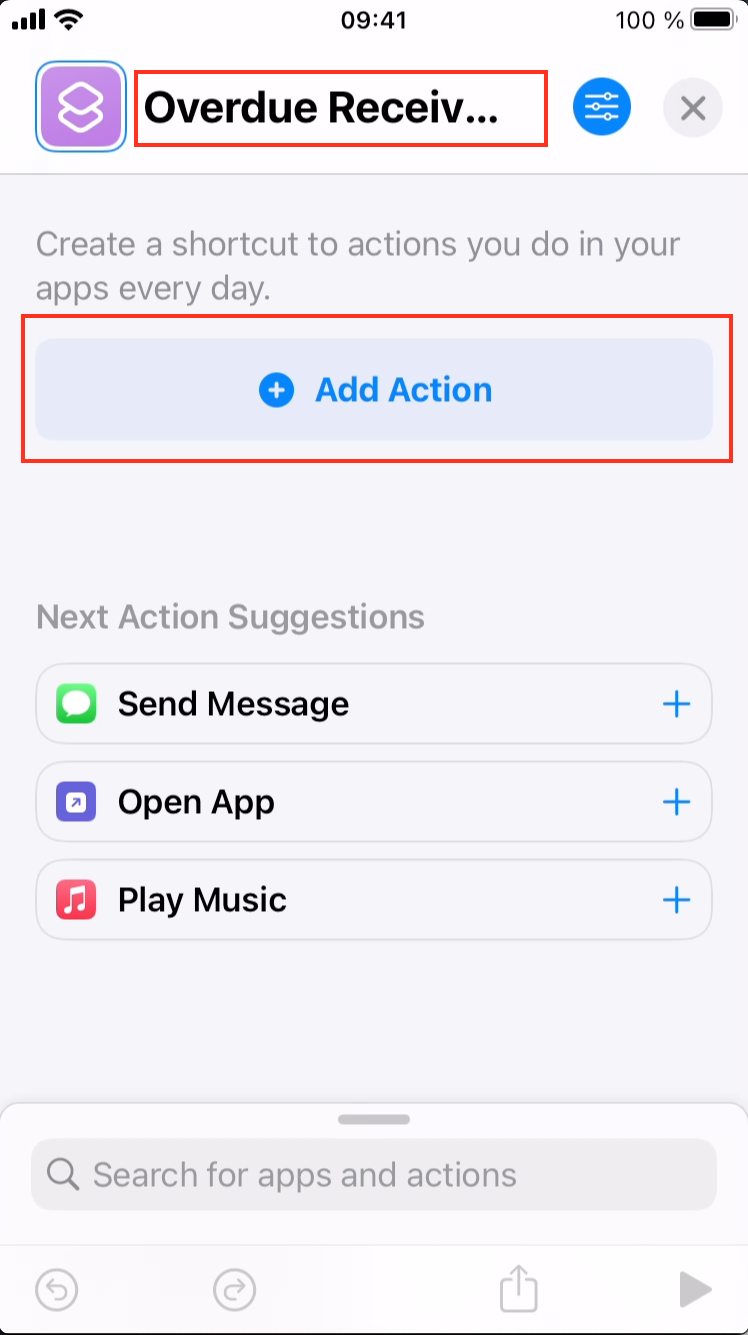 09:41
100 %
Overdue Receiv...
Create a shortcut to actions you do in your
apps every day.
Add Action
Next Action Suggestions
Send Message
Open App
Play Music
Search for apps and actions